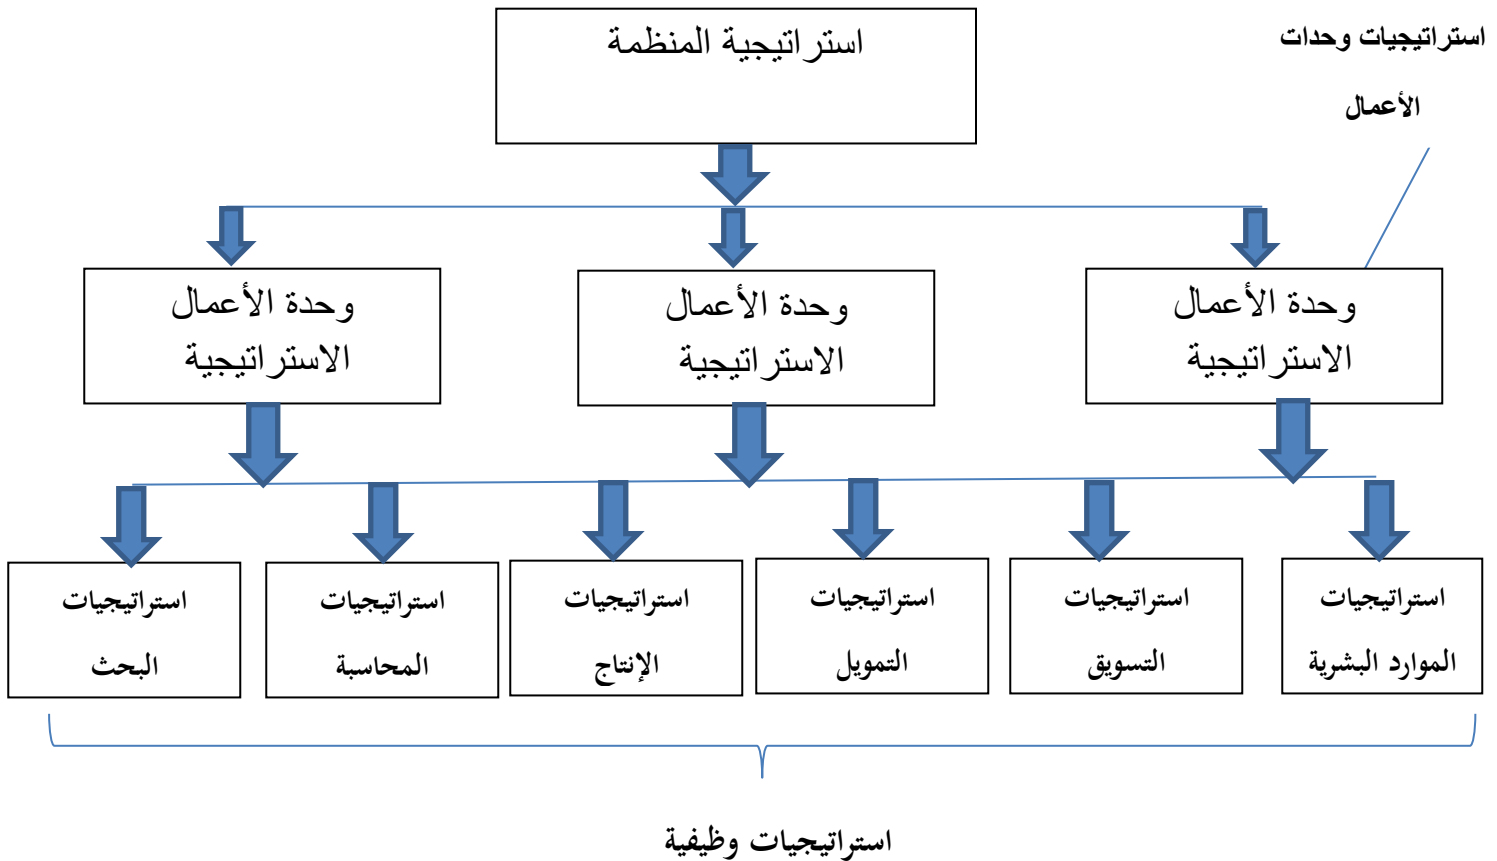 استراتيجية المنظمة
استراتيجيات وحدات
الأعمال
وحدة الأعمال
الاستراتيجية
وحدة الأعمال
الاستراتيجية
وحدة الأعمال
الاستراتيجية
استراتيجيات
الموارد البشرية
استراتيجيات
التسويق
استراتيجيات
التمويل
استراتيجيات
الإنتاج
استراتيجيات
المحاسبة
استراتيجيات
البحث
استراتيجيات وظيفية